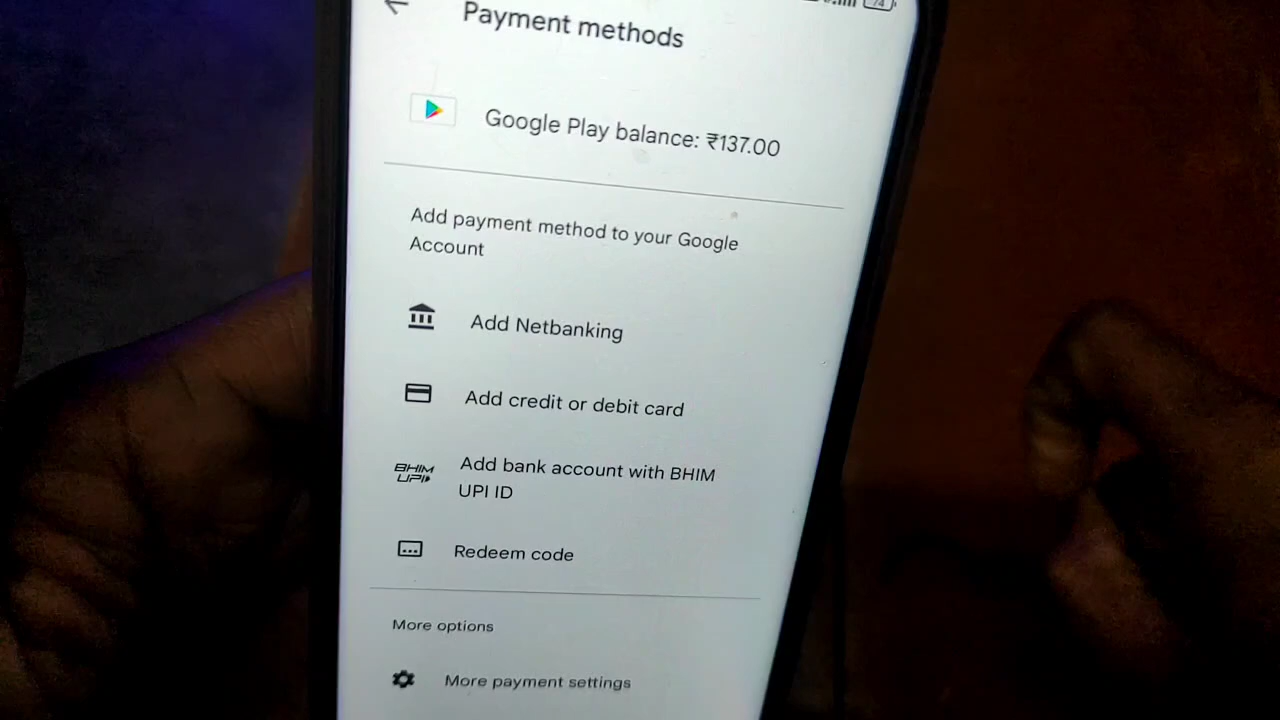 74
Payment methods
Google Play balance: ₹137.00
Add payment method to your Google
Account
Add Netbanking
Add credit or debit card
BHIM
UPI
Add bank account with BHIM
UPI ID
Redeem code
More options
More payment settings